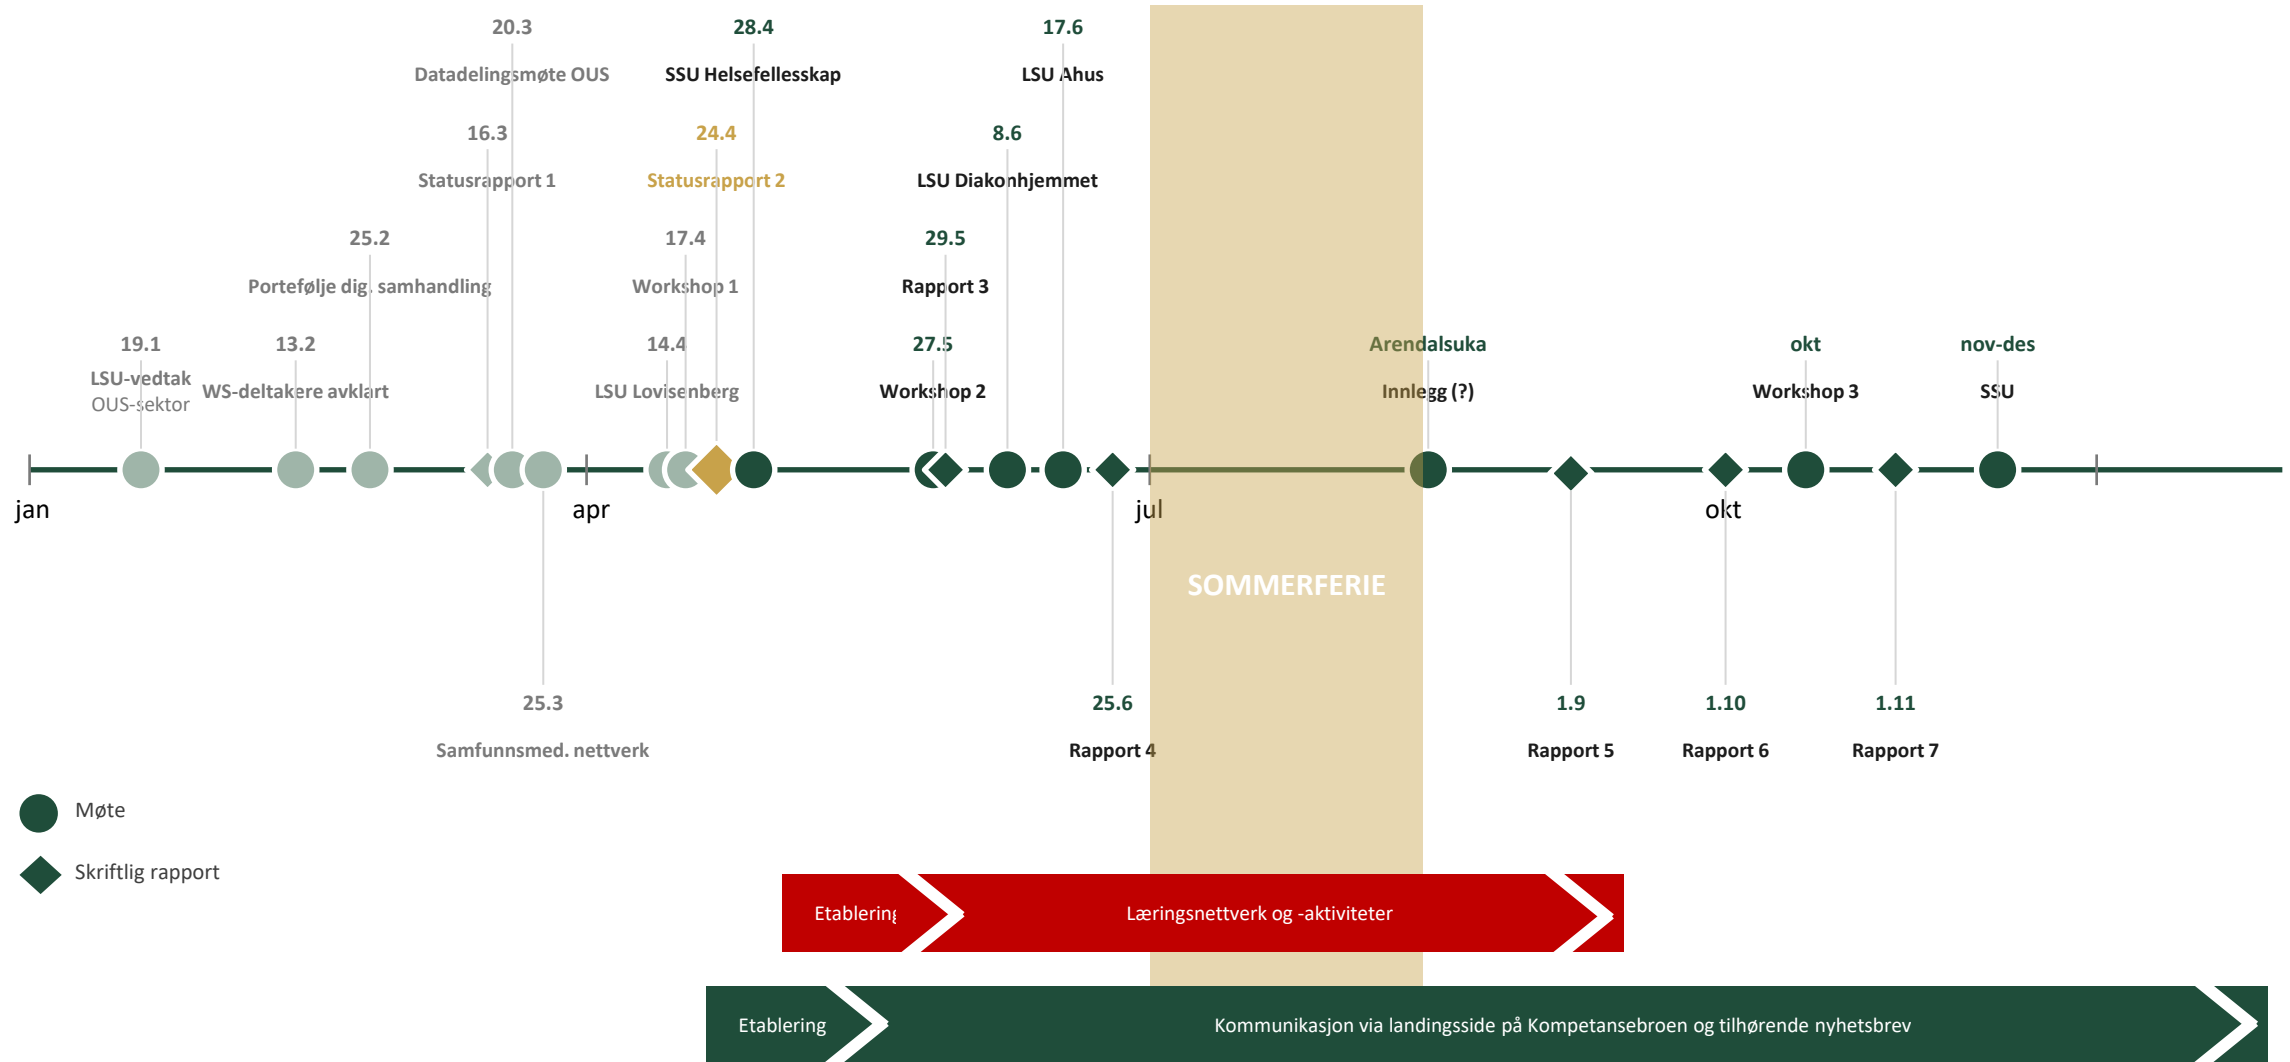 20.3
Datadelingsmøte OUS
28.4
SSU Helsefellesskap
17.6
LSU Ahus
16.3
Statusrapport 1
24.4
Statusrapport 2
8.6
LSU Diakonhjemmet
25.2
Portefølje dig. samhandling
17.4
Workshop 1
29.5
Rapport 3
19.1
LSU-vedtak
OUS-sektor
13.2
WS-deltakere avklart
14.4
LSU Lovisenberg
27.5
Workshop 2
Arendalsuka
Innlegg (?)
okt
Workshop 3
nov-des
SSU
jan
apr
jul
okt
SOMMERFERIE
25.3
Samfunnsmed. nettverk
25.6
Rapport 4
1.9
Rapport 5
1.10
Rapport 6
1.11
Rapport 7
Møte
Skriftlig rapport
Etablering
Læringsnettverk og -aktiviteter
Etablering
Kommunikasjon via landingsside på Kompetansebroen og tilhørende nyhetsbrev